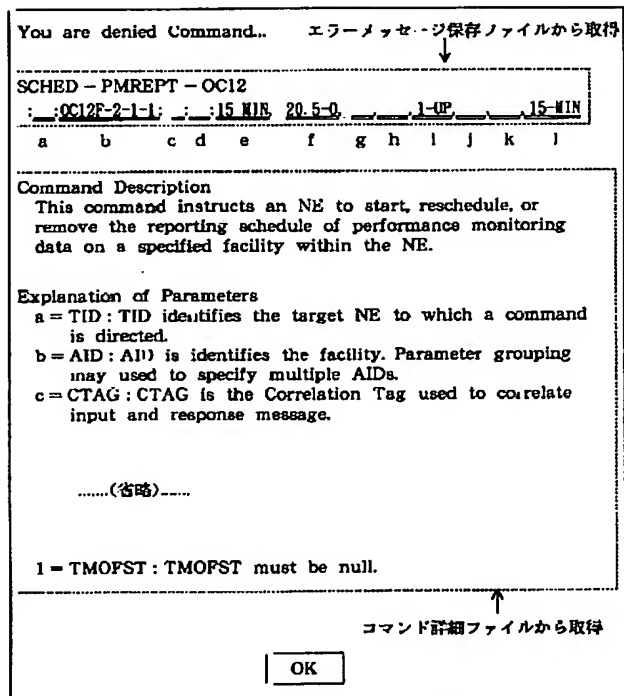 You are denied Command... エラーメッセージ保存ファイルから取得
↓
SCHED – PMREPT – OC12
:__:OC12F-2-1-1: _:_:15 MIN, 20.5-0, __,__,1-UP,__,__,15-MIN
a b c d e f g h l j k l
Command Description
This command instructs an NE to start, reschedule, or
remove the reporting schedule of performance monitoring
data on a specified facility within the NE.
Explanation of Parameters
a = TID : TID identifies the target NE to which a command
is directed.
b = AID : AID is identifies the facility. Parameter grouping
may used to specify multiple AIDs.
c = CTAG : CTAG is the Correlation Tag used to correlate
input and response message.
.......(省略)......
l = TMOFST : TMOFST must be null.
↑
コマンド詳細ファイルから取得
OK